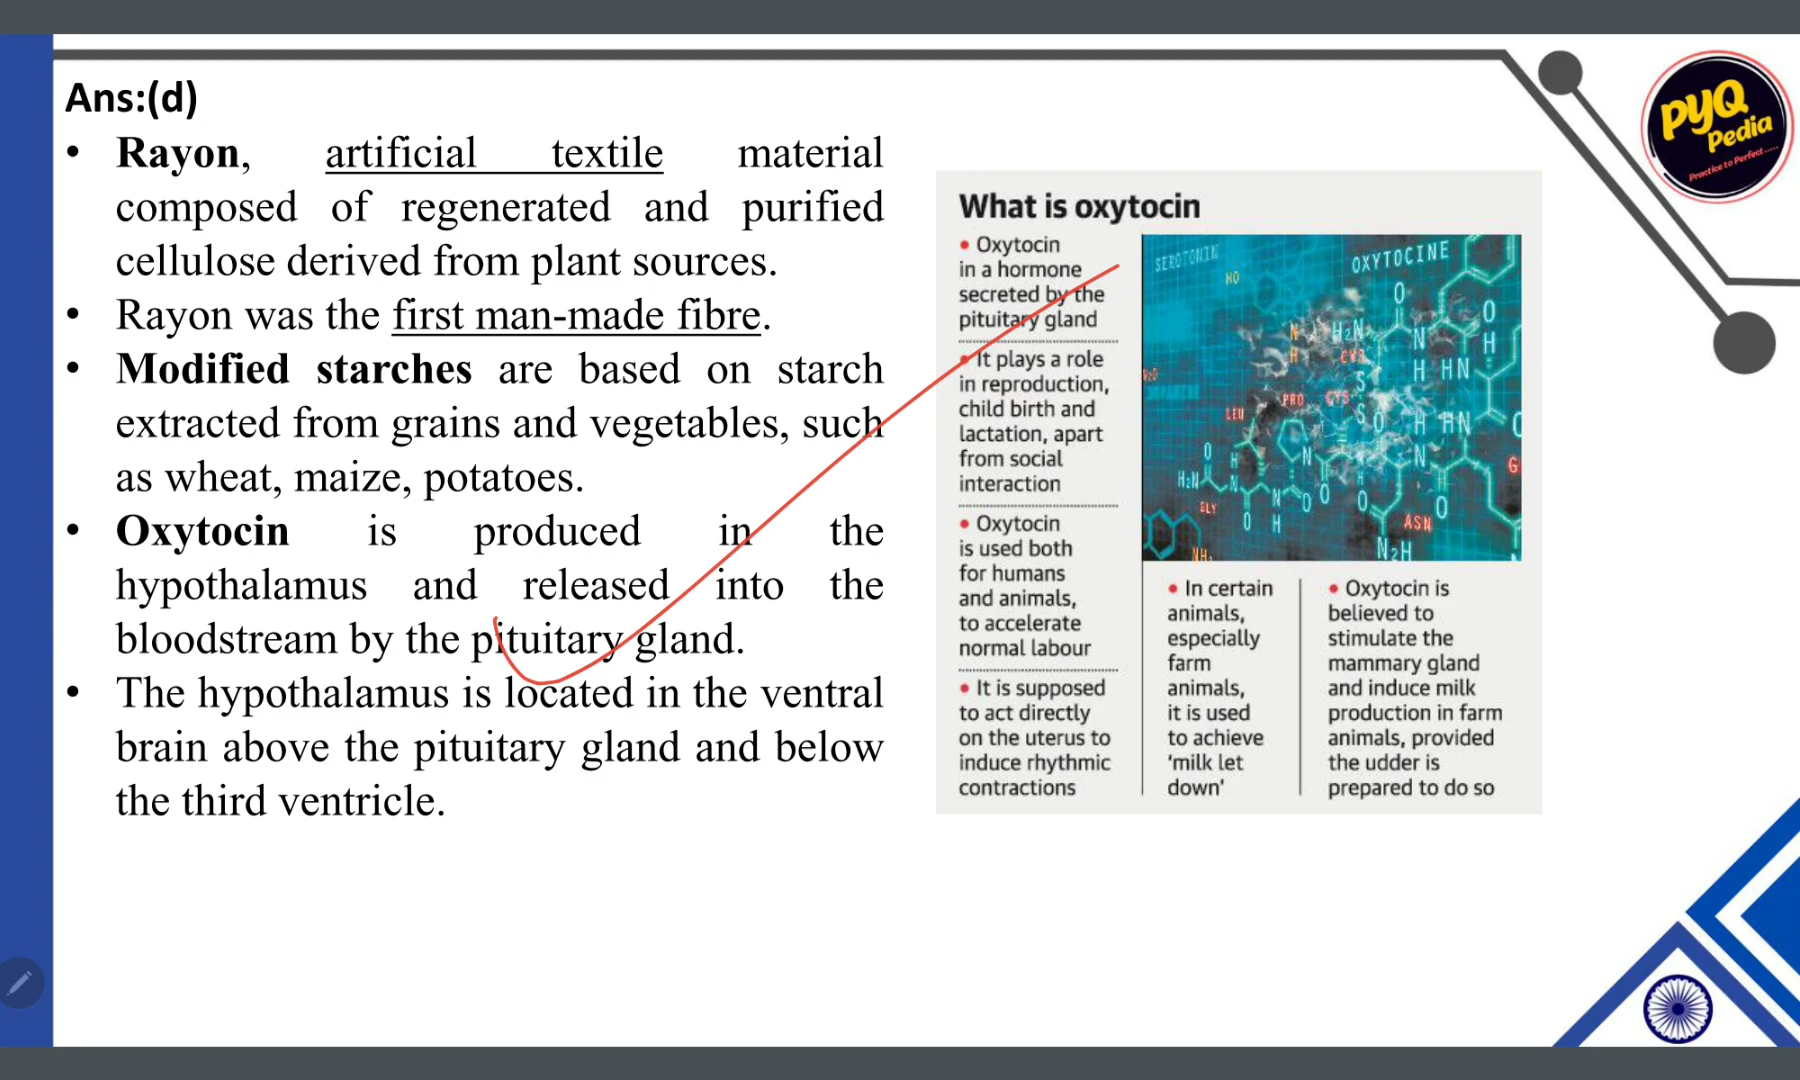 Ans:(d)
• Rayon, artificial textile material
composed of regenerated and purified
cellulose derived from plant sources.
• Rayon was the first man-made fibre.
• Modified starches are based on starch
extracted from grains and vegetables, such
as wheat, maize, potatoes.
• Oxytocin is produced in the
hypothalamus and released into the
bloodstream by the pituitary gland.
• The hypothalamus is located in the ventral
brain above the pituitary gland and below
the third ventricle.
What is oxytocin
• Oxytocin
in a hormone
secreted by the
pituitary gland
• It plays a role
in reproduction,
child birth and
lactation, apart
from social
interaction
• Oxytocin
is used both
for humans
and animals,
to accelerate
normal labour
• It is supposed
to act directly
on the uterus to
induce rhythmic
contractions
SEROTONIN
OXYTOCINE
HO
O
O
H
N
H
H₂N
N
H
CYS
S
S
H HN
LEU
PRO
CYS
O
H HN
O
H
N
N
H₂N
N
N
H
O
O
O
GLY
O
H
ASN
N₂H
NH₂
G
• In certain
animals,
especially
farm
animals,
it is used
to achieve
‘milk let
down’
• Oxytocin is
believed to
stimulate the
mammary gland
and induce milk
production in farm
animals, provided
the udder is
prepared to do so
PYQ
Pedia
Practice to Perfect.....